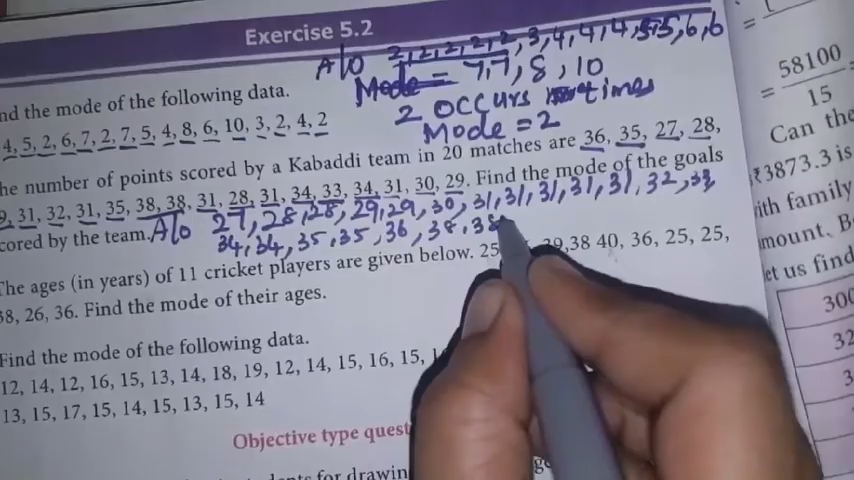 Exercise 5.2
A/o 2,2,2,2,2,3,4,4,4,5,5,6,6
7,7,8,10
Mode =
nd the mode of the following data.
2 occurs times
4, 5, 2, 6, 7, 2, 7, 5, 4, 8, 6, 10, 3, 2, 4, 2
Mode = 2
he number of points scored by a Kabaddi team in 20 matches are 36, 35, 27, 28,
9, 31, 32, 31, 35, 38, 38, 31, 28, 31, 34, 33, 34, 31, 30, 29. Find the mode of the goals
cored by the team.
A/o 27, 28, 28, 29, 29, 30, 31, 31, 31, 31, 31, 32, 33
34, 34, 35, 35, 36, 38, 38
The ages (in years) of 11 cricket players are given below. 25, 39,38 40, 36, 25, 25,
38, 26, 36. Find the mode of their ages.
Find the mode of the following data.
12, 14, 12, 16, 15, 13, 14, 18, 19, 12, 14, 15, 16, 15,
13, 15, 17, 15, 14, 15, 13, 15, 14
Objective type quest
dents for drawin
= 58100
15
Can the
₹3873.3 is
ith family
mount. B
et us find
300
32
3